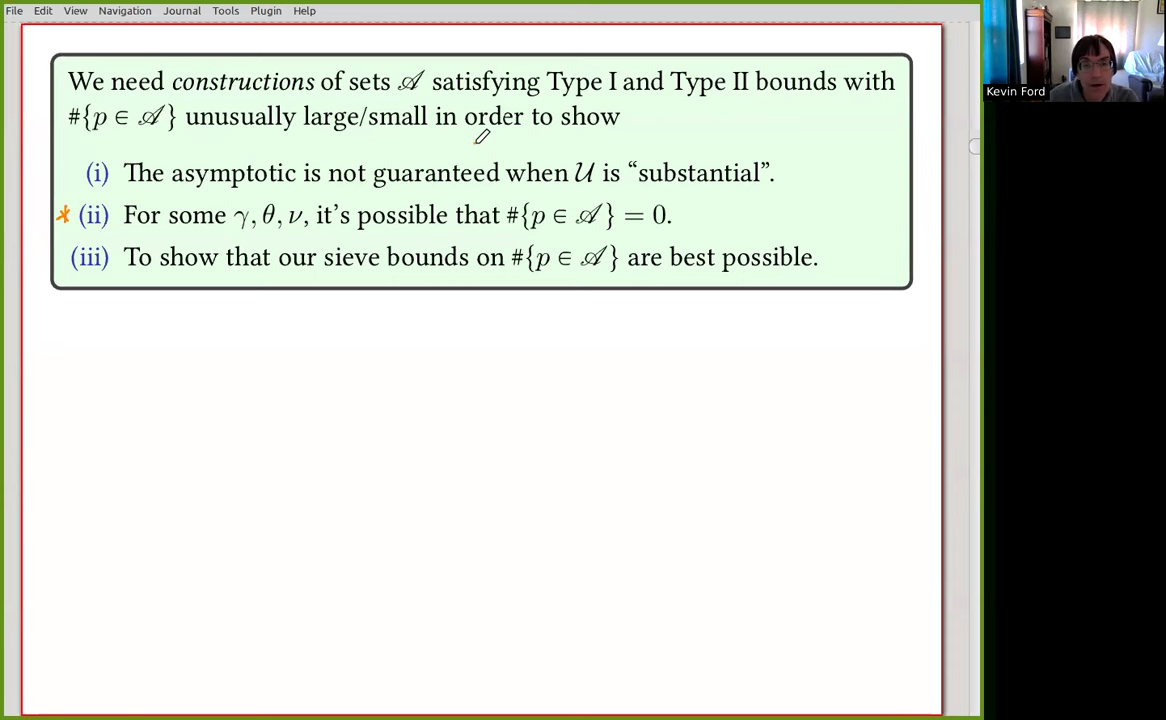 File Edit View Navigation Journal Tools Plugin Help
We need constructions of sets 𝒜 satisfying Type I and Type II bounds with
#{p ∈ 𝒜} unusually large/small in order to show
(i) The asymptotic is not guaranteed when 𝒰 is “substantial”.
* (ii) For some γ, θ, ν, it’s possible that #{p ∈ 𝒜} = 0.
(iii) To show that our sieve bounds on #{p ∈ 𝒜} are best possible.
Kevin Ford